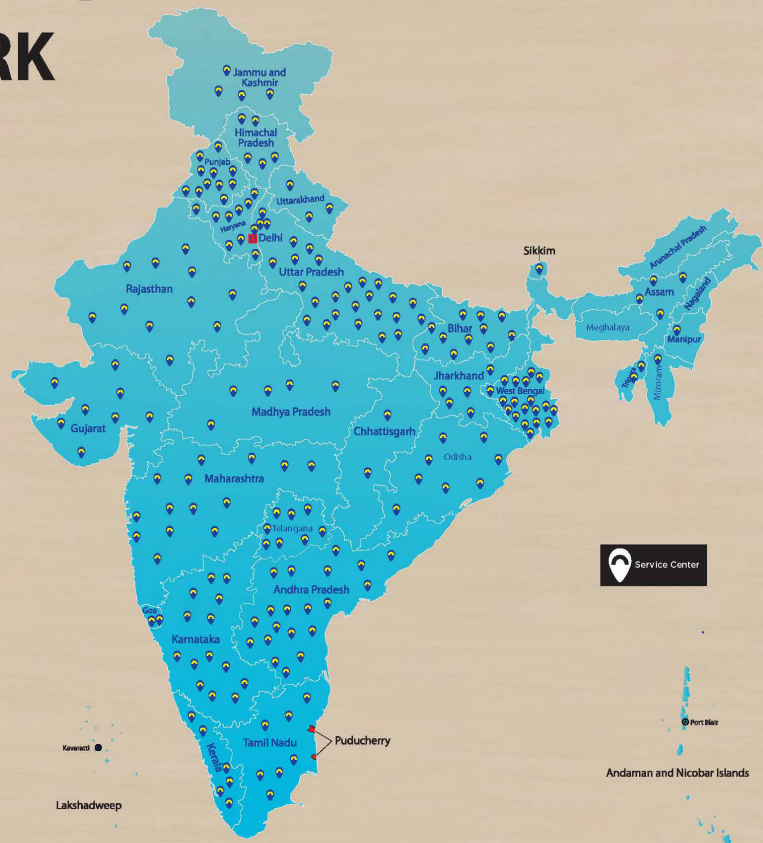 RK
Jammu and
Kashmir
Himachal
Pradesh
Punjab
Uttarakhand
Haryana
Delhi
Uttar Pradesh
Rajasthan
Sikkim
Arunachal Pradesh
Assam
Nagaland
Meghalaya
Manipur
Tripura
Mizoram
Bihar
Jharkhand
West Bengal
Madhya Pradesh
Chhattisgarh
Gujarat
Odisha
Maharashtra
Telangana
Service Center
Andhra Pradesh
Goa
Karnataka
Tamil Nadu
Puducherry
Kerala
Kavaratti
Lakshadweep
Port Blair
Andaman and Nicobar Islands